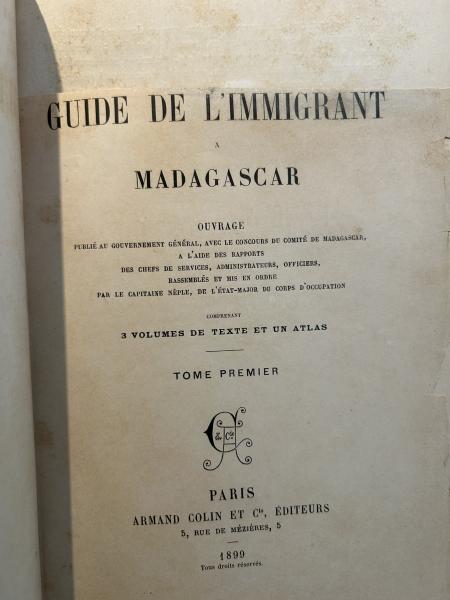 GUIDE DE L'IMMIGRANT
A
MADAGASCAR
OUVRAGE
PUBLIÉ AU GOUVERNEMENT GÉNÉRAL, AVEC LE CONCOURS DU COMITÉ DE MADAGASCAR,
A L'AIDE DES RAPPORTS
DES CHEFS DE SERVICES, ADMINISTRATEURS, OFFICIERS,
RASSEMBLÉS ET MIS EN ORDRE
PAR LE CAPITAINE NÈPLE, DE L'ÉTAT-MAJOR DU CORPS D'OCCUPATION
COMPRENANT
3 VOLUMES DE TEXTE ET UN ATLAS
TOME PREMIER
& Cie
PARIS
ARMAND COLIN ET Cie, ÉDITEURS
5, RUE DE MÉZIÈRES, 5
1899
Tous droits réservés.